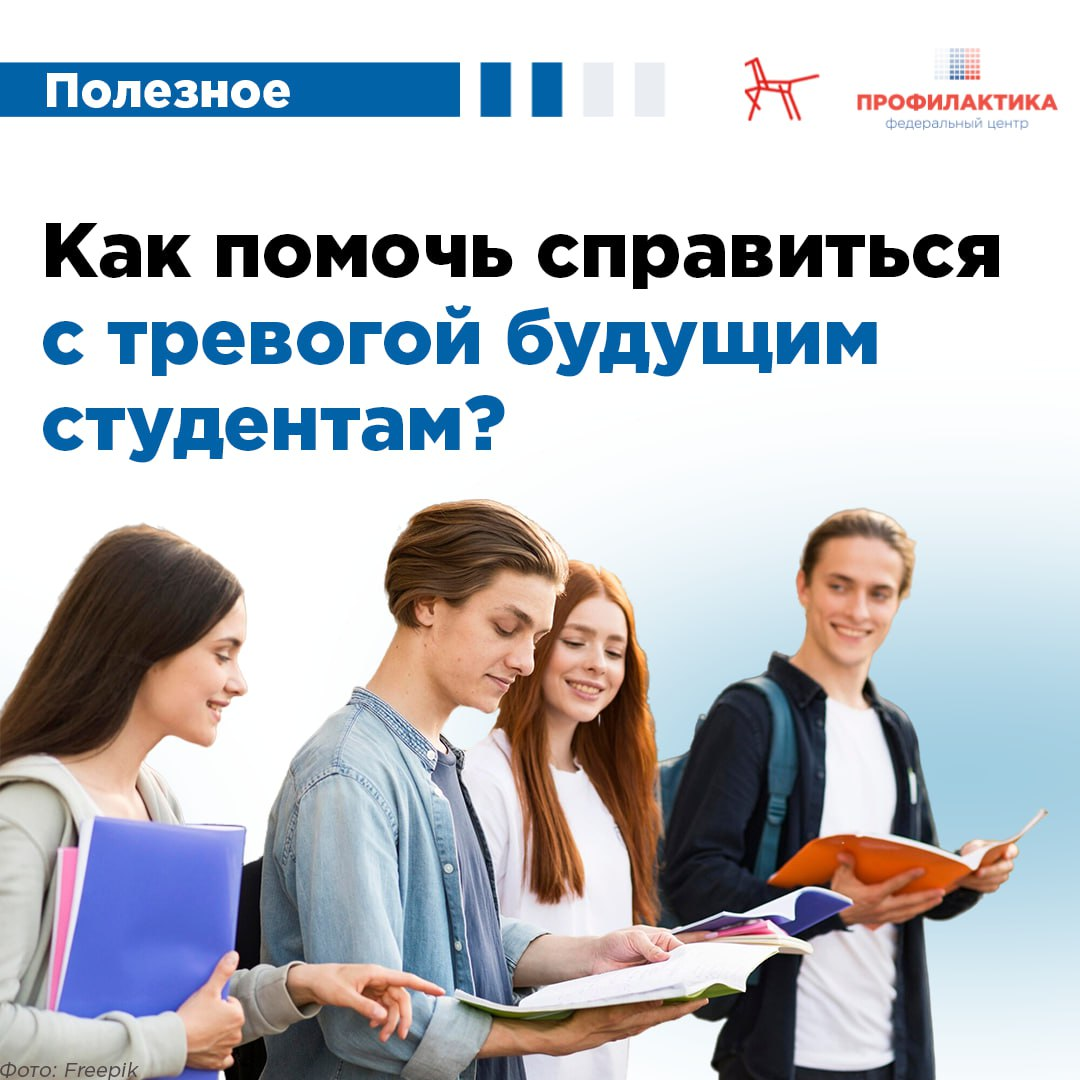 Полезное
ПРОФИЛАКТИКА
федеральный центр
Как помочь справиться
с тревогой будущим
студентам?
Фото: Freepik